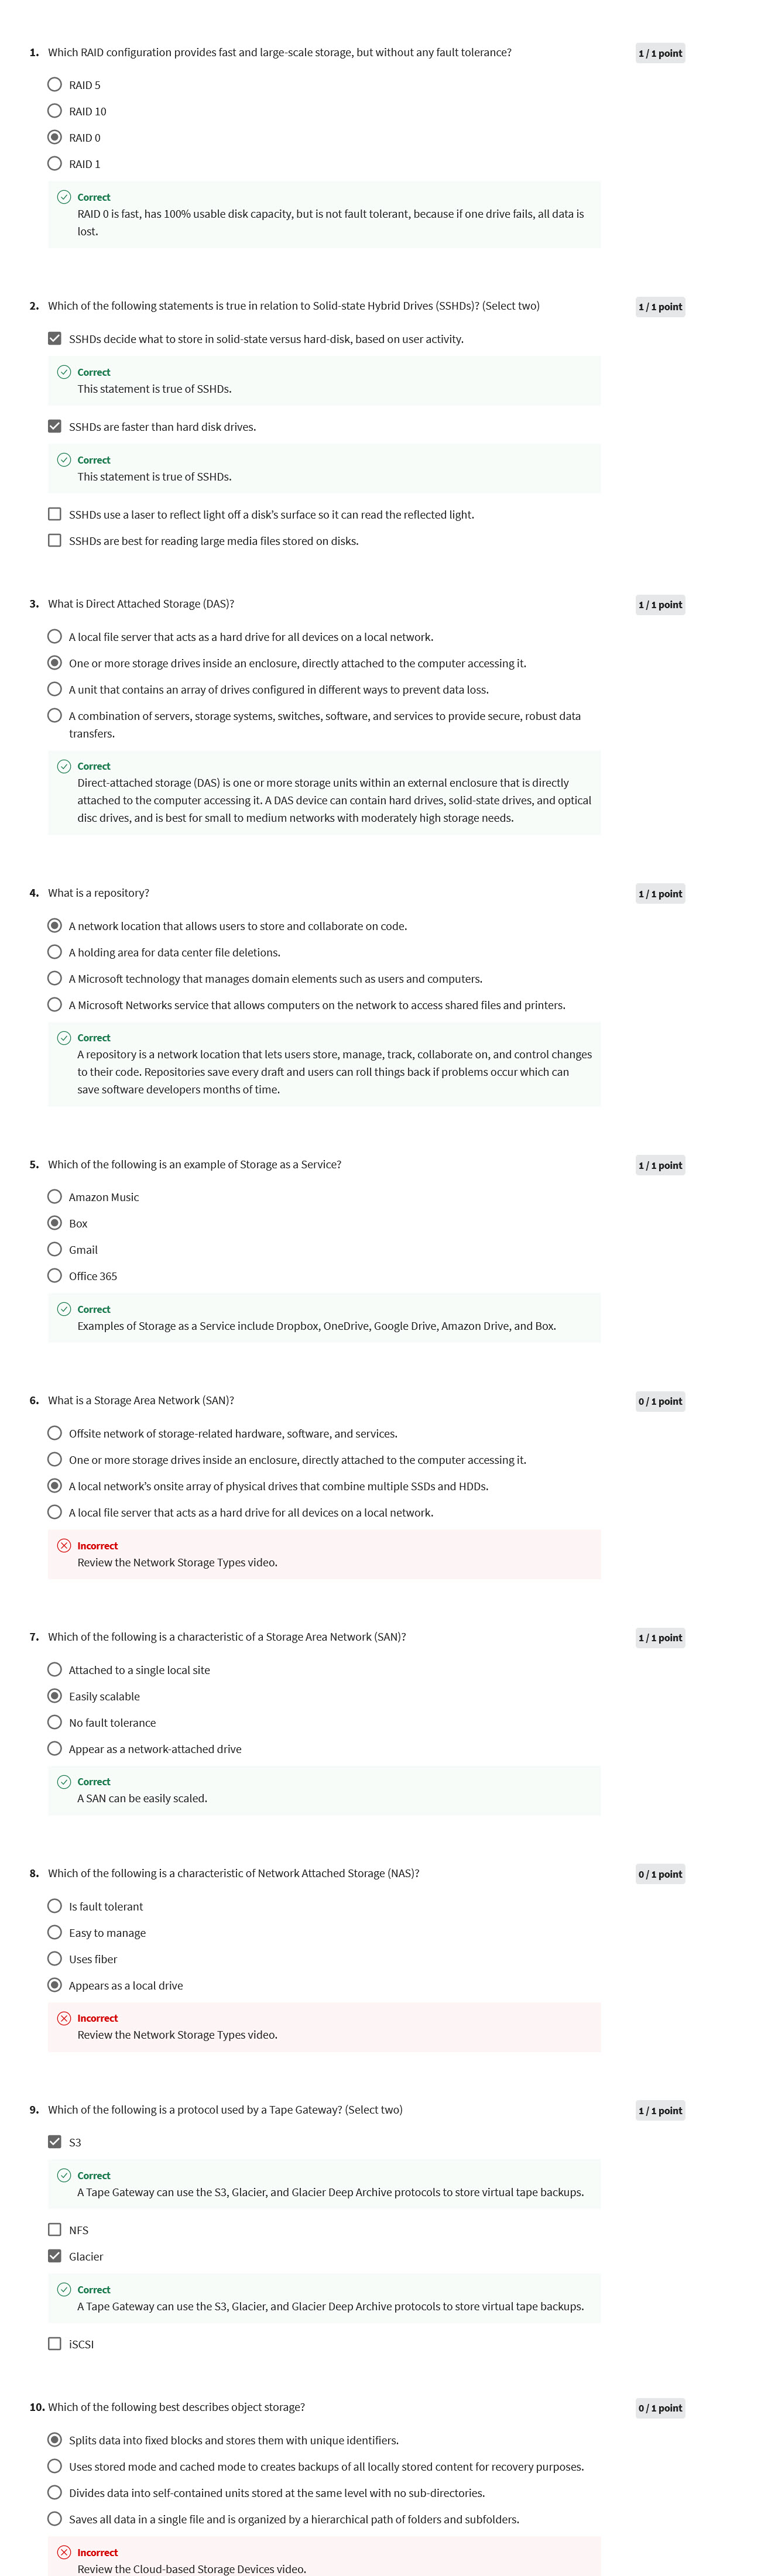 1. Which RAID configuration provides fast and large-scale storage, but without any fault tolerance? 1 / 1 point
RAID 5
RAID 10
RAID 0
RAID 1
Correct
RAID 0 is fast, has 100% usable disk capacity, but is not fault tolerant, because if one drive fails, all data is
lost.
2. Which of the following statements is true in relation to Solid-state Hybrid Drives (SSHDs)? (Select two) 1 / 1 point
SSHDs decide what to store in solid-state versus hard-disk, based on user activity.
Correct
This statement is true of SSHDs.
SSHDs are faster than hard disk drives.
Correct
This statement is true of SSHDs.
SSHDs use a laser to reflect light off a disk's surface so it can read the reflected light.
SSHDs are best for reading large media files stored on disks.
3. What is Direct Attached Storage (DAS)? 1 / 1 point
A local file server that acts as a hard drive for all devices on a local network.
One or more storage drives inside an enclosure, directly attached to the computer accessing it.
A unit that contains an array of drives configured in different ways to prevent data loss.
A combination of servers, storage systems, switches, software, and services to provide secure, robust data
transfers.
Correct
Direct-attached storage (DAS) is one or more storage units within an external enclosure that is directly
attached to the computer accessing it. A DAS device can contain hard drives, solid-state drives, and optical
disc drives, and is best for small to medium networks with moderately high storage needs.
4. What is a repository? 1 / 1 point
A network location that allows users to store and collaborate on code.
A holding area for data center file deletions.
A Microsoft technology that manages domain elements such as users and computers.
A Microsoft Networks service that allows computers on the network to access shared files and printers.
Correct
A repository is a network location that lets users store, manage, track, collaborate on, and control changes
to their code. Repositories save every draft and users can roll things back if problems occur which can
save software developers months of time.
5. Which of the following is an example of Storage as a Service? 1 / 1 point
Amazon Music
Box
Gmail
Office 365
Correct
Examples of Storage as a Service include Dropbox, OneDrive, Google Drive, Amazon Drive, and Box.
6. What is a Storage Area Network (SAN)? 0 / 1 point
Offsite network of storage-related hardware, software, and services.
One or more storage drives inside an enclosure, directly attached to the computer accessing it.
A local network's onsite array of physical drives that combine multiple SSDs and HDDs.
A local file server that acts as a hard drive for all devices on a local network.
Incorrect
Review the Network Storage Types video.
7. Which of the following is a characteristic of a Storage Area Network (SAN)? 1 / 1 point
Attached to a single local site
Easily scalable
No fault tolerance
Appear as a network-attached drive
Correct
A SAN can be easily scaled.
8. Which of the following is a characteristic of Network Attached Storage (NAS)? 0 / 1 point
Is fault tolerant
Easy to manage
Uses fiber
Appears as a local drive
Incorrect
Review the Network Storage Types video.
9. Which of the following is a protocol used by a Tape Gateway? (Select two) 1 / 1 point
S3
Correct
A Tape Gateway can use the S3, Glacier, and Glacier Deep Archive protocols to store virtual tape backups.
NFS
Glacier
Correct
A Tape Gateway can use the S3, Glacier, and Glacier Deep Archive protocols to store virtual tape backups.
iSCSI
10. Which of the following best describes object storage? 0 / 1 point
Splits data into fixed blocks and stores them with unique identifiers.
Uses stored mode and cached mode to creates backups of all locally stored content for recovery purposes.
Divides data into self-contained units stored at the same level with no sub-directories.
Saves all data in a single file and is organized by a hierarchical path of folders and subfolders.
Incorrect
Review the Cloud-based Storage Devices video.